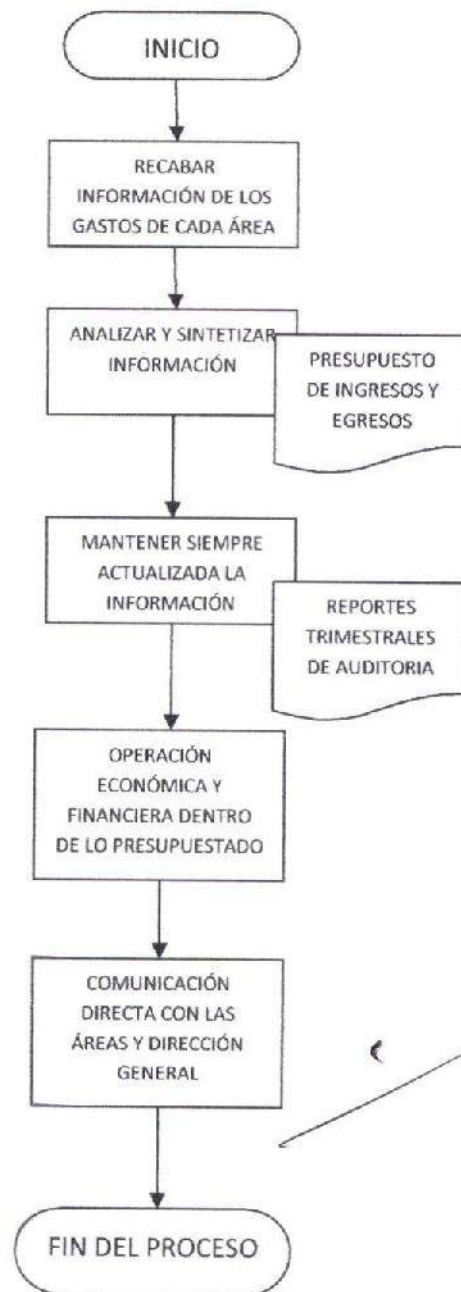 INICIO
RECABAR
INFORMACIÓN DE LOS
GASTOS DE CADA ÁREA
ANALIZAR Y SINTETIZAR
INFORMACIÓN
PRESUPUESTO
DE INGRESOS Y
EGRESOS
MANTENER SIEMPRE
ACTUALIZADA LA
INFORMACIÓN
REPORTES
TRIMESTRALES
DE AUDITORIA
OPERACIÓN
ECONÓMICA Y
FINANCIERA DENTRO
DE LO PRESUPUESTADO
COMUNICACIÓN
DIRECTA CON LAS
ÁREAS Y DIRECCIÓN
GENERAL
FIN DEL PROCESO